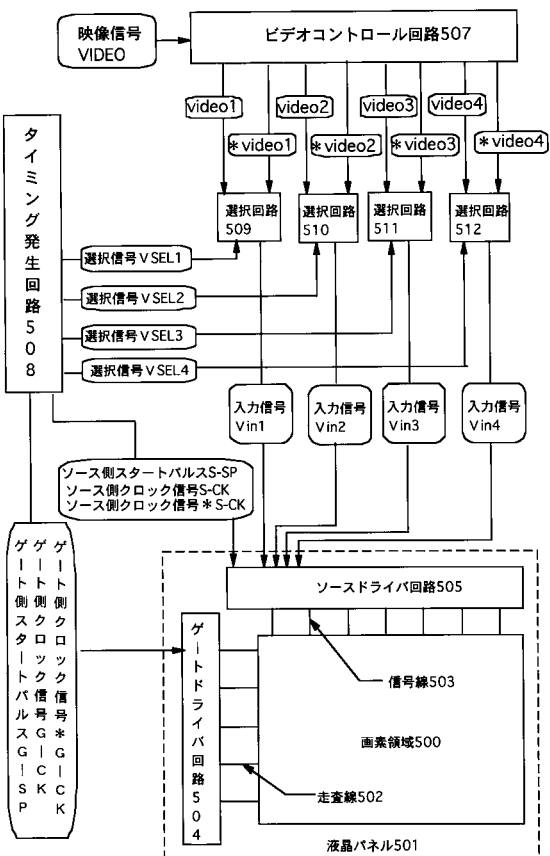 映像信号
VIDEO
ビデオコントロール回路507
video1
video2
video3
video4
*video1
*video2
*video3
*video4
タイミング発生回路508
選択回路
509
選択回路
510
選択回路
511
選択回路
512
選択信号VSEL1
選択信号VSEL2
選択信号VSEL3
選択信号VSEL4
入力信号
Vin1
入力信号
Vin2
入力信号
Vin3
入力信号
Vin4
ソース側スタートパルスS-SP
ソース側クロック信号S-CK
ソース側クロック信号*S-CK
ゲート側クロック信号*G-CK
ゲート側クロック信号G-CK
ゲート側スタートパルスG-SP
ソースドライバ回路505
ゲートドライバ回路504
信号線503
画素領域500
走査線502
液晶パネル501